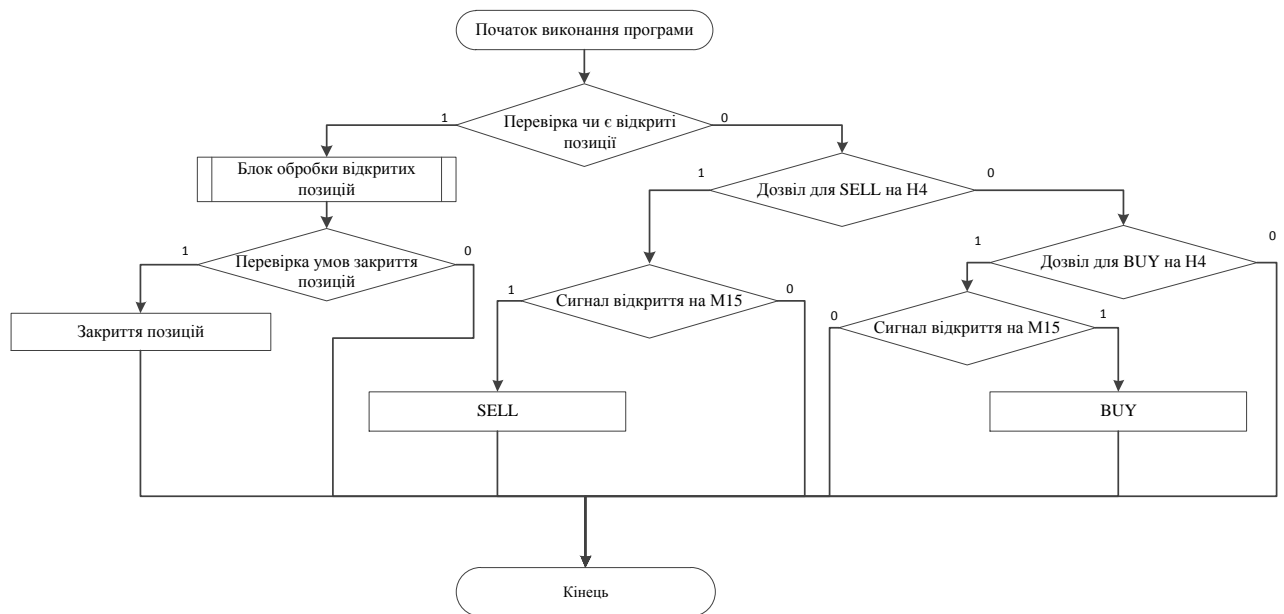 Початок виконання програми
Перевірка чи є відкриті
позиції
1
0
Блок обробки відкритих
позицій
Дозвіл для SELL на H4
1
0
Перевірка умов закриття
позицій
1
0
Дозвіл для BUY на H4
1
0
Закриття позицій
Сигнал відкриття на M15
1
0
Сигнал відкриття на M15
0
1
SELL
BUY
Кінець